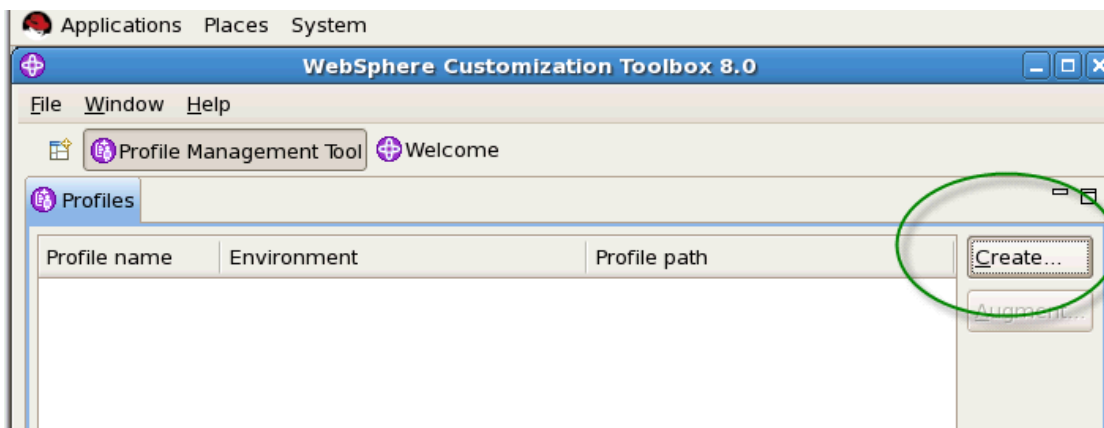 Applications Places System
WebSphere Customization Toolbox 8.0
File Window Help
Profile Management Tool Welcome
Profiles
Profile name Environment Profile path Create...
Augment...